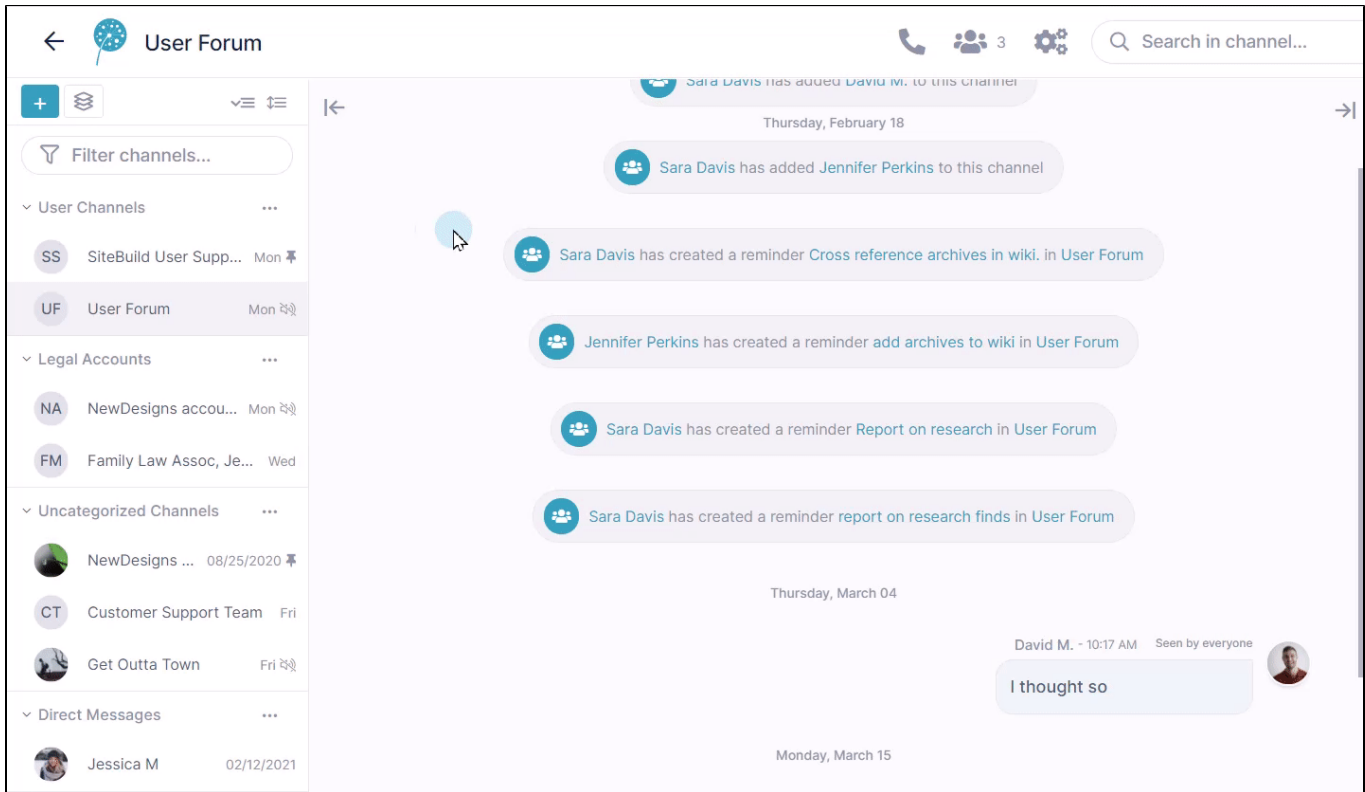 User Forum
3
Search in channel...
+
Filter channels...
User Channels
SS SiteBuild User Supp... Mon
UF User Forum Mon
Legal Accounts
NA NewDesigns accou... Mon
FM Family Law Assoc, Je... Wed
Uncategorized Channels
NewDesigns ... 08/25/2020
CT Customer Support Team Fri
Get Outta Town Fri
Direct Messages
Jessica M 02/12/2021
Sara Davis has added David M. to this channel
Thursday, February 18
Sara Davis has added Jennifer Perkins to this channel
Sara Davis has created a reminder Cross reference archives in wiki. in User Forum
Jennifer Perkins has created a reminder add archives to wiki in User Forum
Sara Davis has created a reminder Report on research in User Forum
Sara Davis has created a reminder report on research finds in User Forum
Thursday, March 04
David M. - 10:17 AM Seen by everyone
I thought so
Monday, March 15